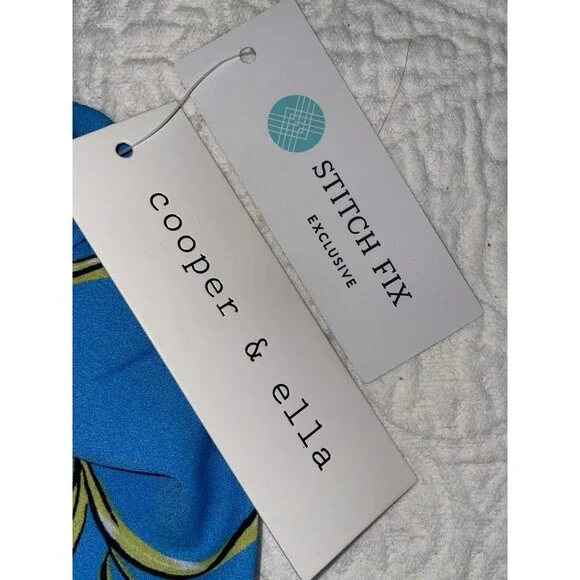 STITCH FIX
EXCLUSIVE
cooper & ella